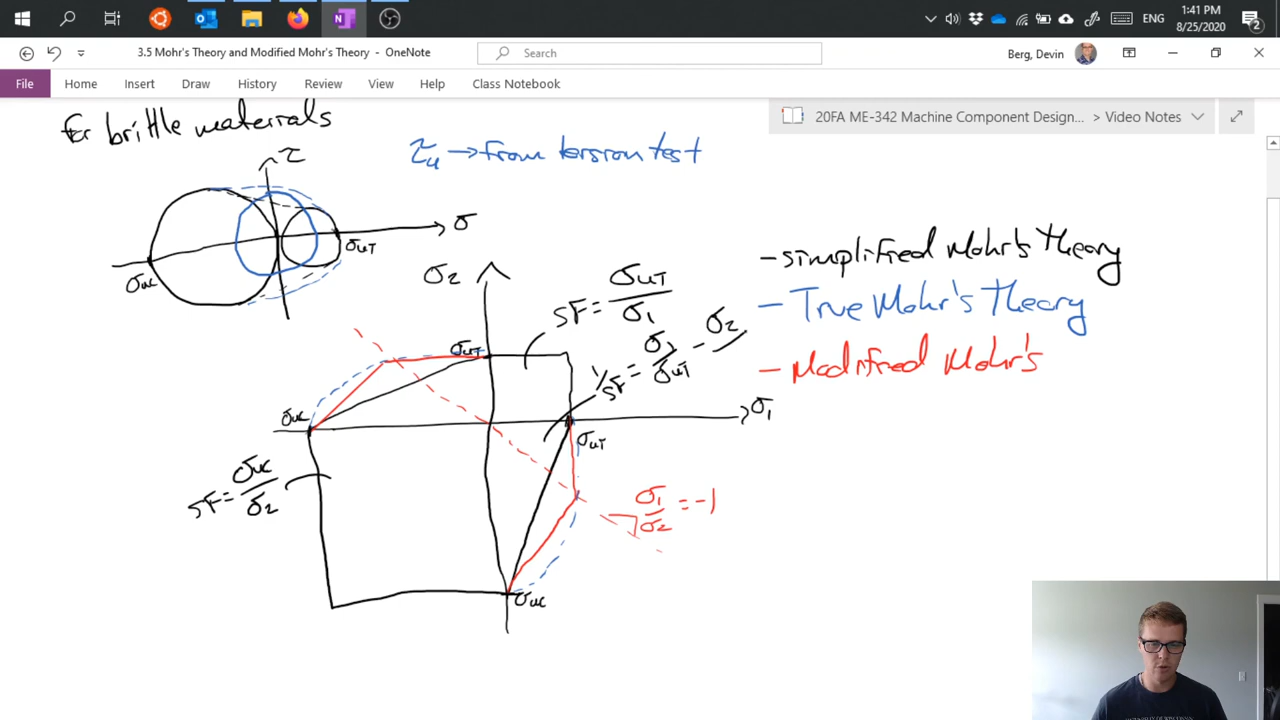 1:41 PM
ENG
8/25/2020
2
3.5 Mohr's Theory and Modified Mohr's Theory - OneNote
Search
Berg, Devin
File Home Insert Draw History Review View Help Class Notebook
20FA ME-342 Machine Component Design... > Video Notes
For brittle materials
τ
τu → from torsion test
σ
σuT
σuc
σ2
SF = σuT / σ1
1/SF = σ1 / σuT - σ2 /
σuT
σuc
σ1
σuT
SF = σuc / σ2
σ1 / σ2 = -1
σuc
- simplified Mohr's Theory
- True Mohr's Theory
- Modified Mohr's